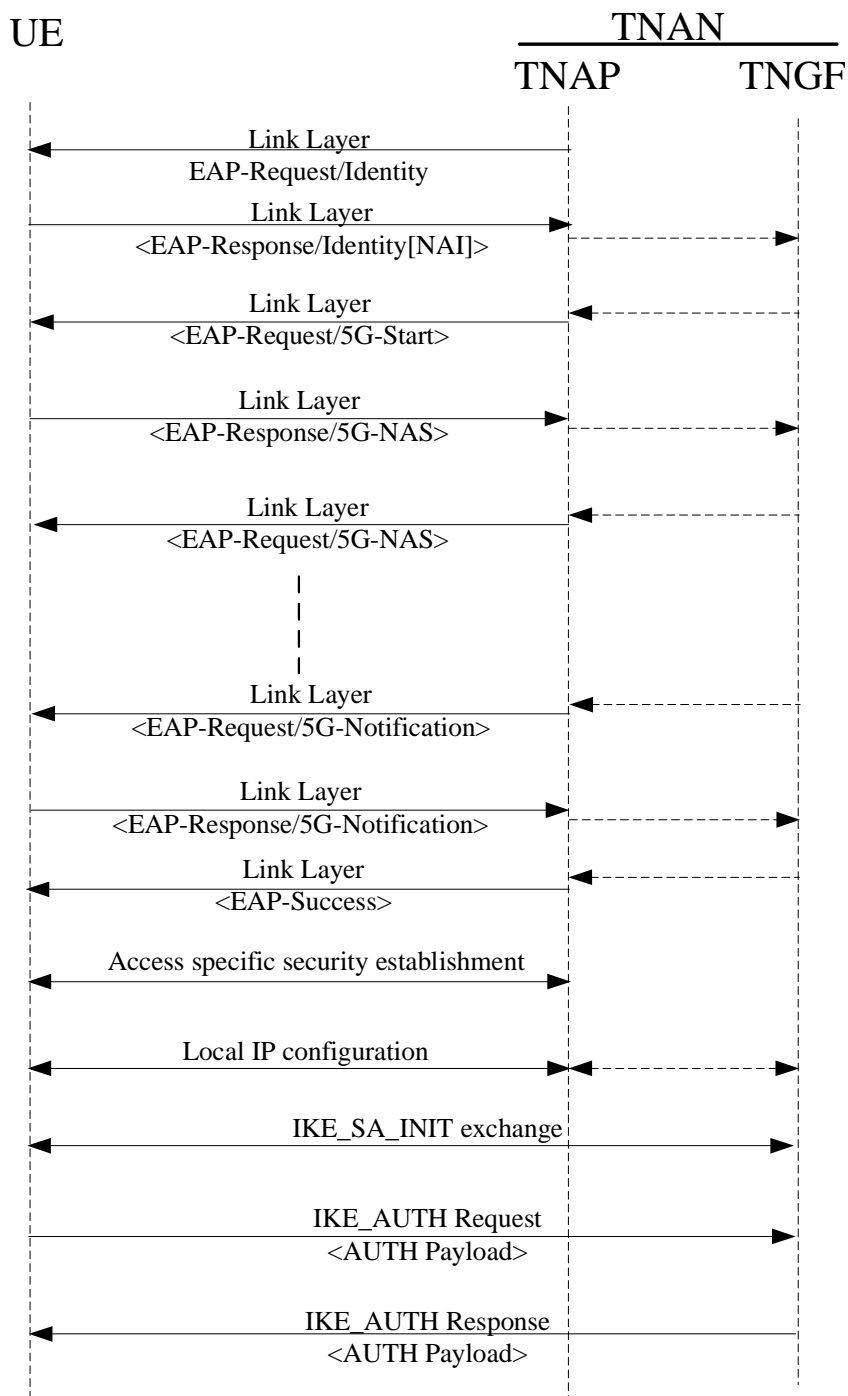 UE
TNAN
TNAP
TNGF
Link Layer
EAP-Request/Identity
Link Layer
<EAP-Response/Identity[NAI]>
Link Layer
<EAP-Request/5G-Start>
Link Layer
<EAP-Response/5G-NAS>
Link Layer
<EAP-Request/5G-NAS>
Link Layer
<EAP-Request/5G-Notification>
Link Layer
<EAP-Response/5G-Notification>
Link Layer
<EAP-Success>
Access specific security establishment
Local IP configuration
IKE_SA_INIT exchange
IKE_AUTH Request
<AUTH Payload>
IKE_AUTH Response
<AUTH Payload>